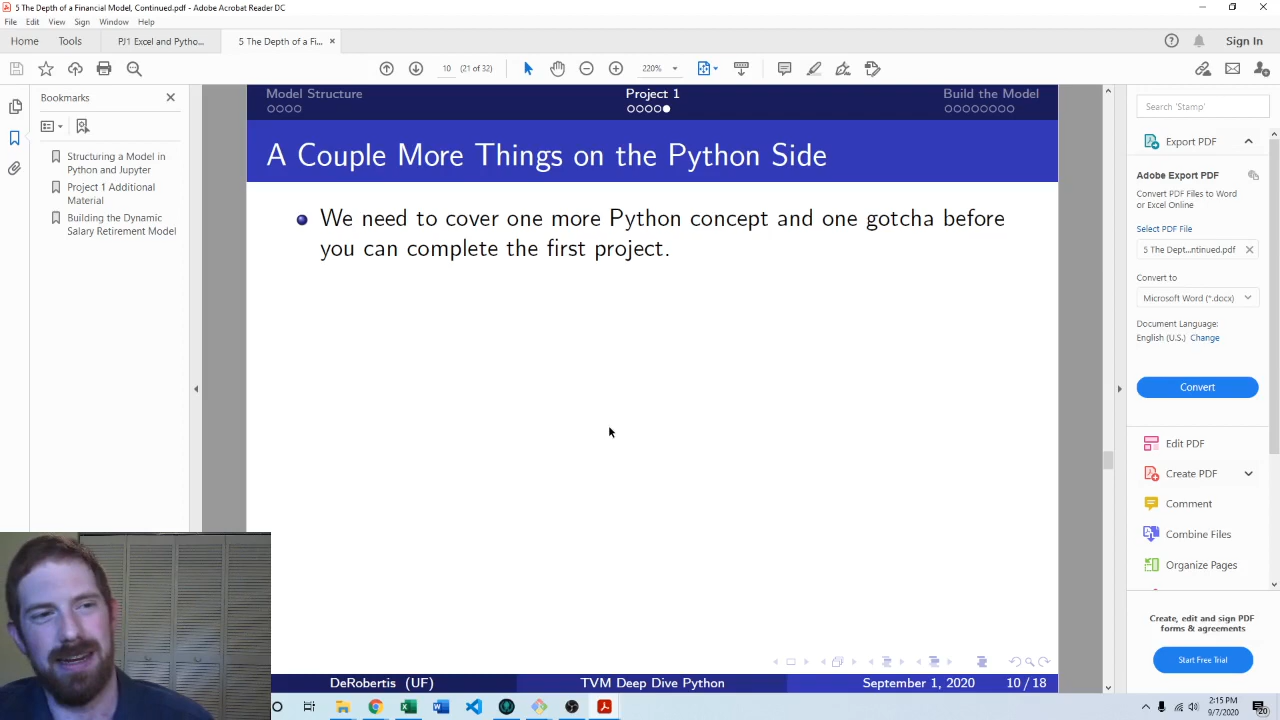 5 The Depth of a Financial Model, Continued.pdf - Adobe Acrobat Reader DC
File Edit View Sign Window Help
Home Tools PJ1 Excel and Pytho... 5 The Depth of a Fi... × Sign In
10 (21 of 32) 220%
Bookmarks
Structuring a Model in
Python and Jupyter
Project 1 Additional
Material
Building the Dynamic
Salary Retirement Model
Model Structure Project 1 Build the Model
A Couple More Things on the Python Side
We need to cover one more Python concept and one gotcha before
you can complete the first project.
DeRobertis (UF) TVM Deep Dive Python September 1, 2020 10 / 18
Search 'Stamp'
Export PDF
Adobe Export PDF
Convert PDF Files to Word
or Excel Online
Select PDF File
5 The Dept...ntinued.pdf
Convert to
Microsoft Word (*.docx)
Document Language:
English (U.S.) Change
Convert
Edit PDF
Create PDF
Comment
Combine Files
Organize Pages
Create, edit and sign PDF
forms & agreements
Start Free Trial
2:15 PM
9/7/2020